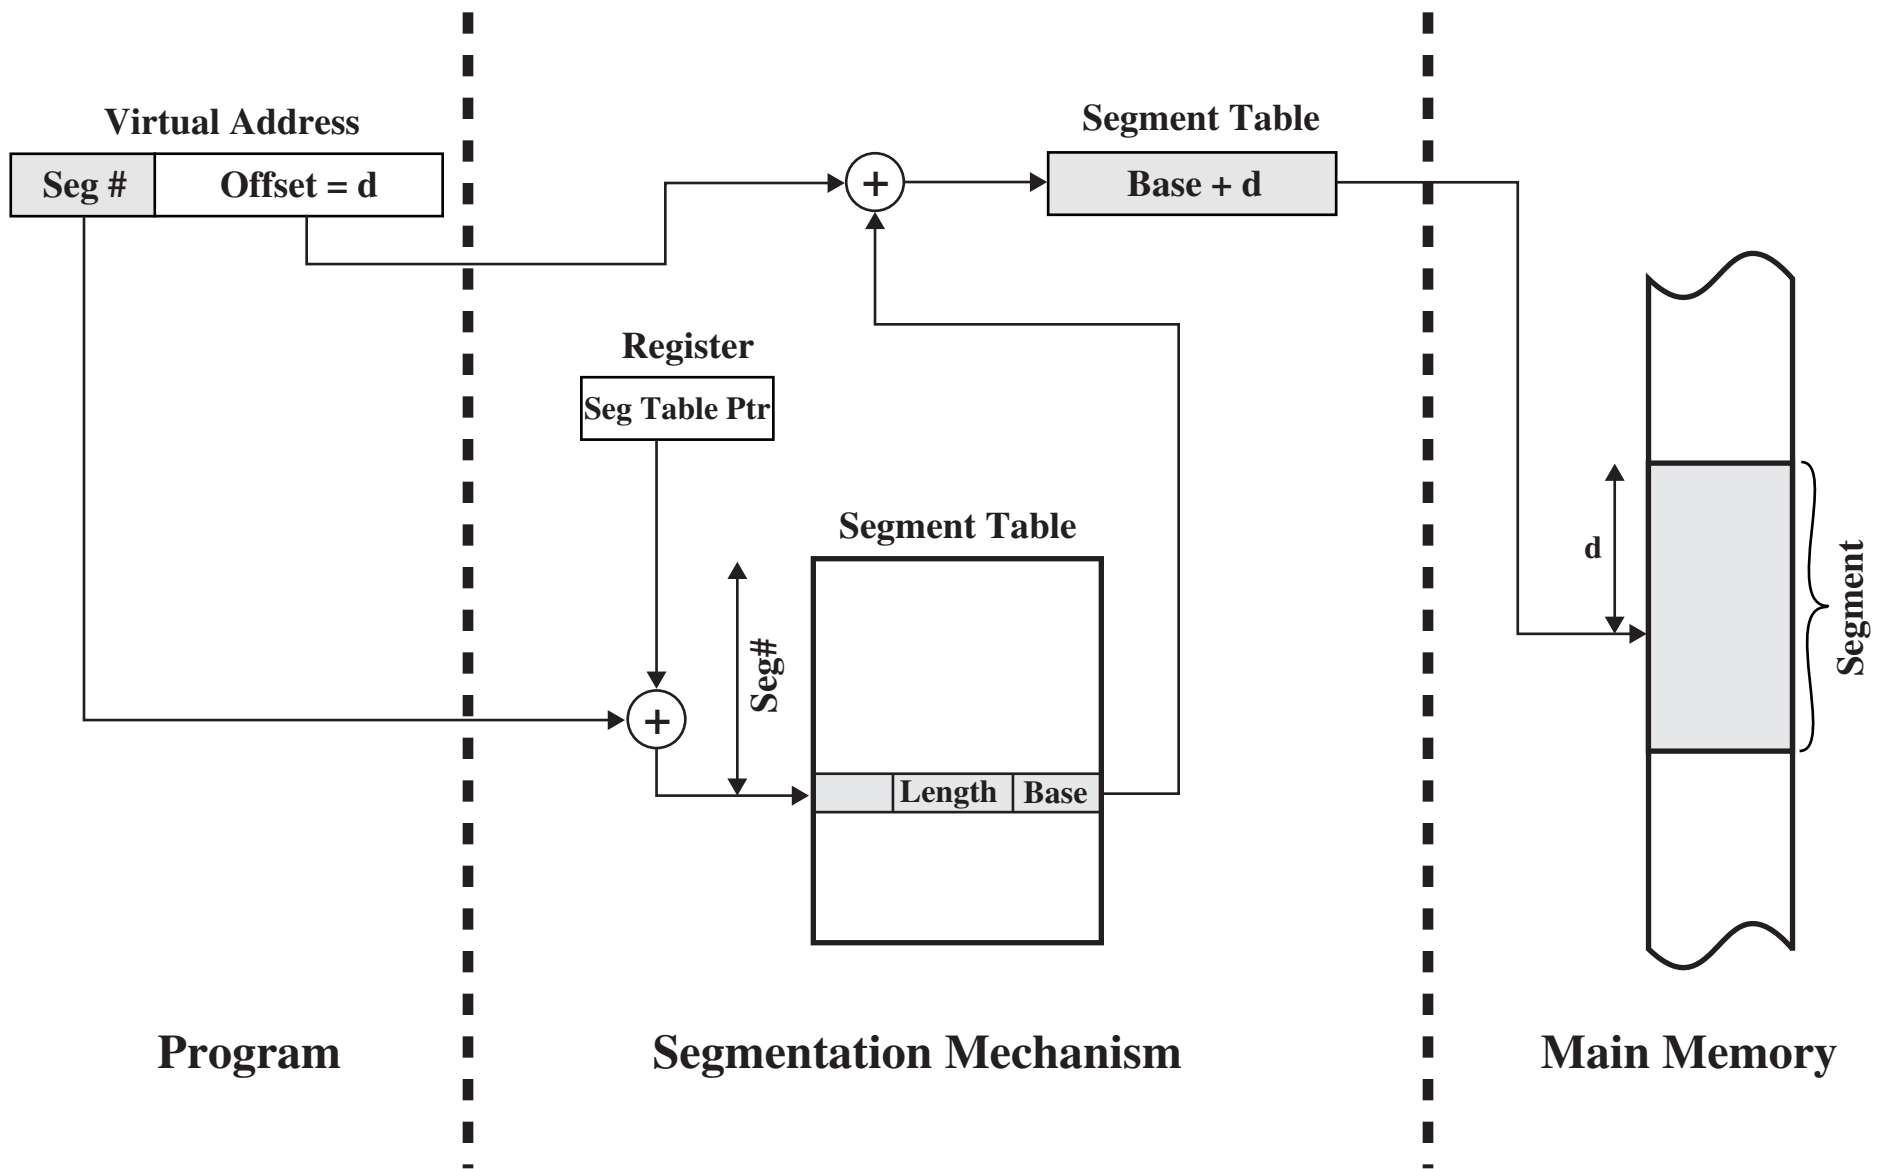 Virtual Address
Seg #
Offset = d
+
Segment Table
Base + d
Register
Seg Table Ptr
Segment Table
Seg#
+
Length
Base
d
Segment
Program
Segmentation Mechanism
Main Memory